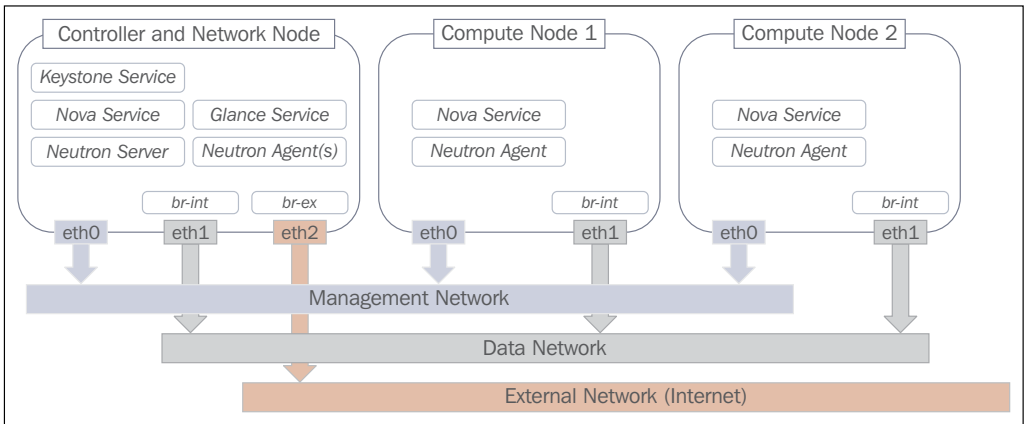 Controller and Network Node
Keystone Service
Nova Service
Glance Service
Neutron Server
Neutron Agent(s)
br-int
br-ex
eth0
eth1
eth2
Compute Node 1
Nova Service
Neutron Agent
br-int
eth0
eth1
Compute Node 2
Nova Service
Neutron Agent
br-int
eth0
eth1
Management Network
Data Network
External Network (Internet)